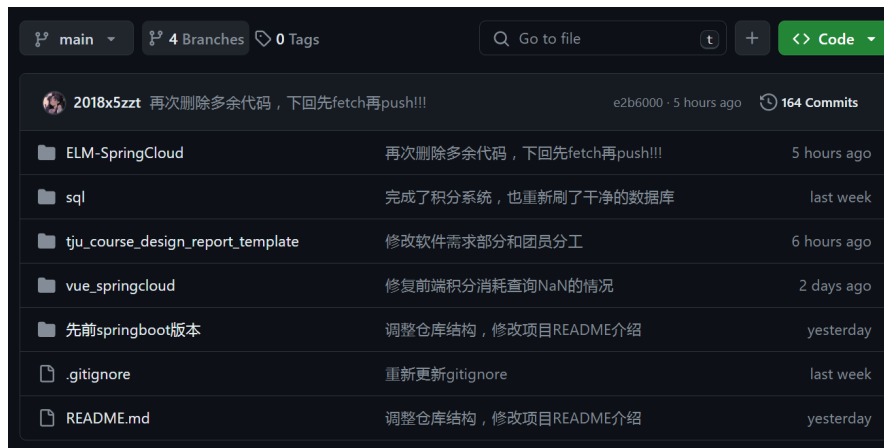 main 4 Branches 0 Tags Go to file t Code
2018x5zzt 再次删除多余代码，下回先fetch再push!!! e2b6000 · 5 hours ago 164 Commits
ELM-SpringCloud 再次删除多余代码，下回先fetch再push!!! 5 hours ago
sql 完成了积分系统，也重新刷了干净的数据库 last week
tju_course_design_report_template 修改软件需求部分和团员分工 6 hours ago
vue_springcloud 修复前端积分消耗查询NaN的情况 2 days ago
先前springboot版本 调整仓库结构，修改项目README介绍 yesterday
.gitignore 重新更新gitignore last week
README.md 调整仓库结构，修改项目README介绍 yesterday